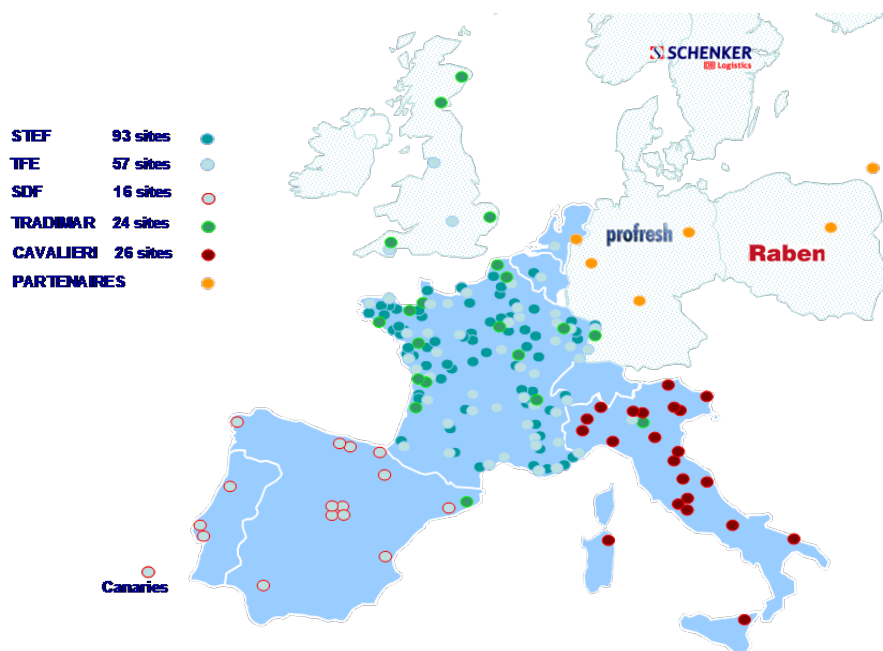 SCHENKER
DB Logistics
STEF 93 sites
TFE 57 sites
SDF 16 sites
TRADIMAR 24 sites
CAVALIERI 26 sites
PARTENAIRES
profresh
Raben
Canaries